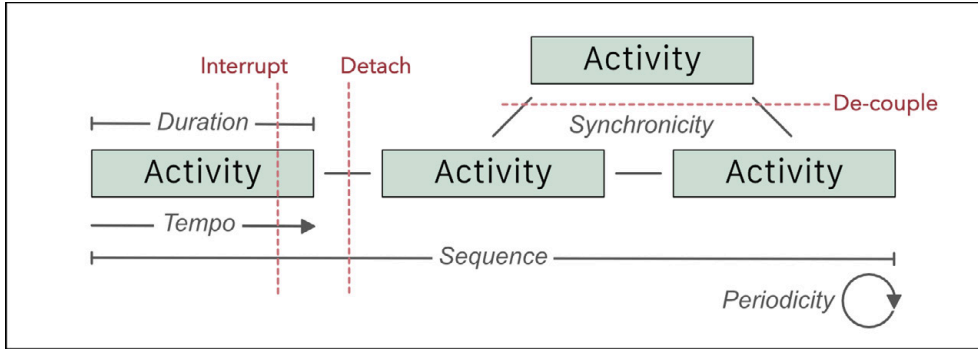 Activity
Interrupt
Detach
De-couple
Duration
Synchronicity
Activity
Activity
Activity
Tempo
Sequence
Periodicity